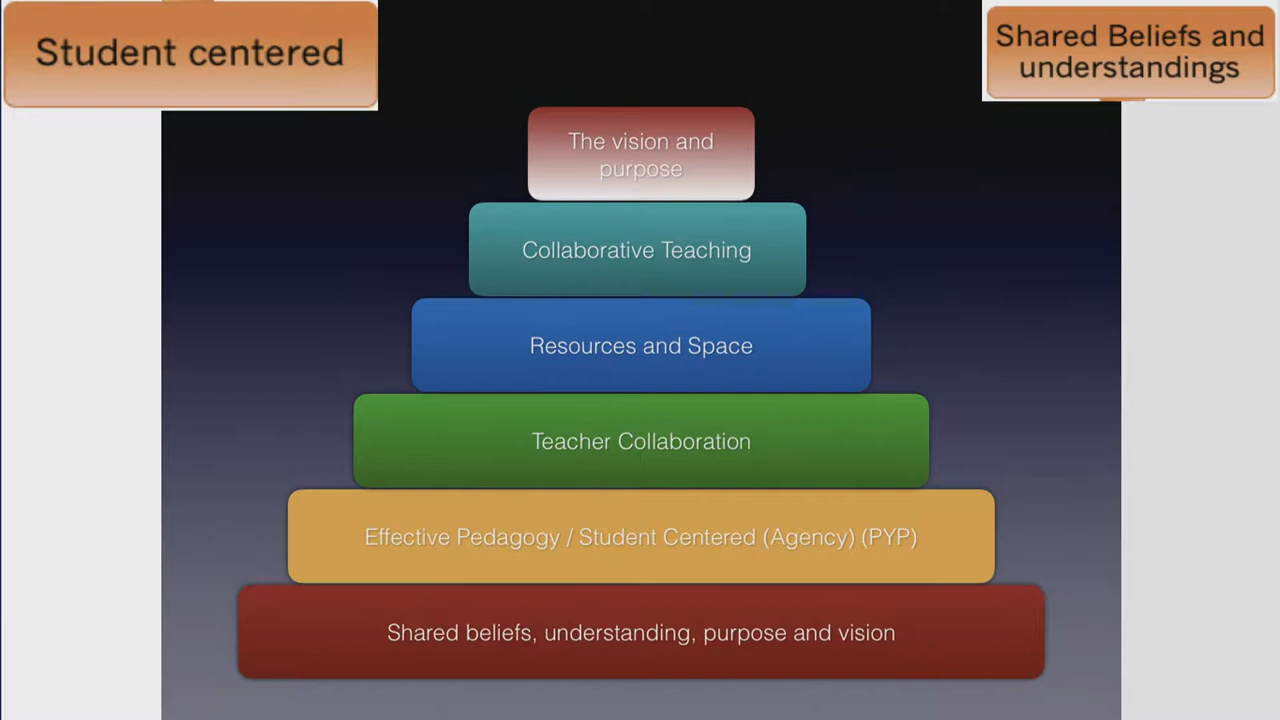 Student centered
Shared Beliefs and
understandings
The vision and
purpose
Collaborative Teaching
Resources and Space
Teacher Collaboration
Effective Pedagogy / Student Centered (Agency) (PYP)
Shared beliefs, understanding, purpose and vision